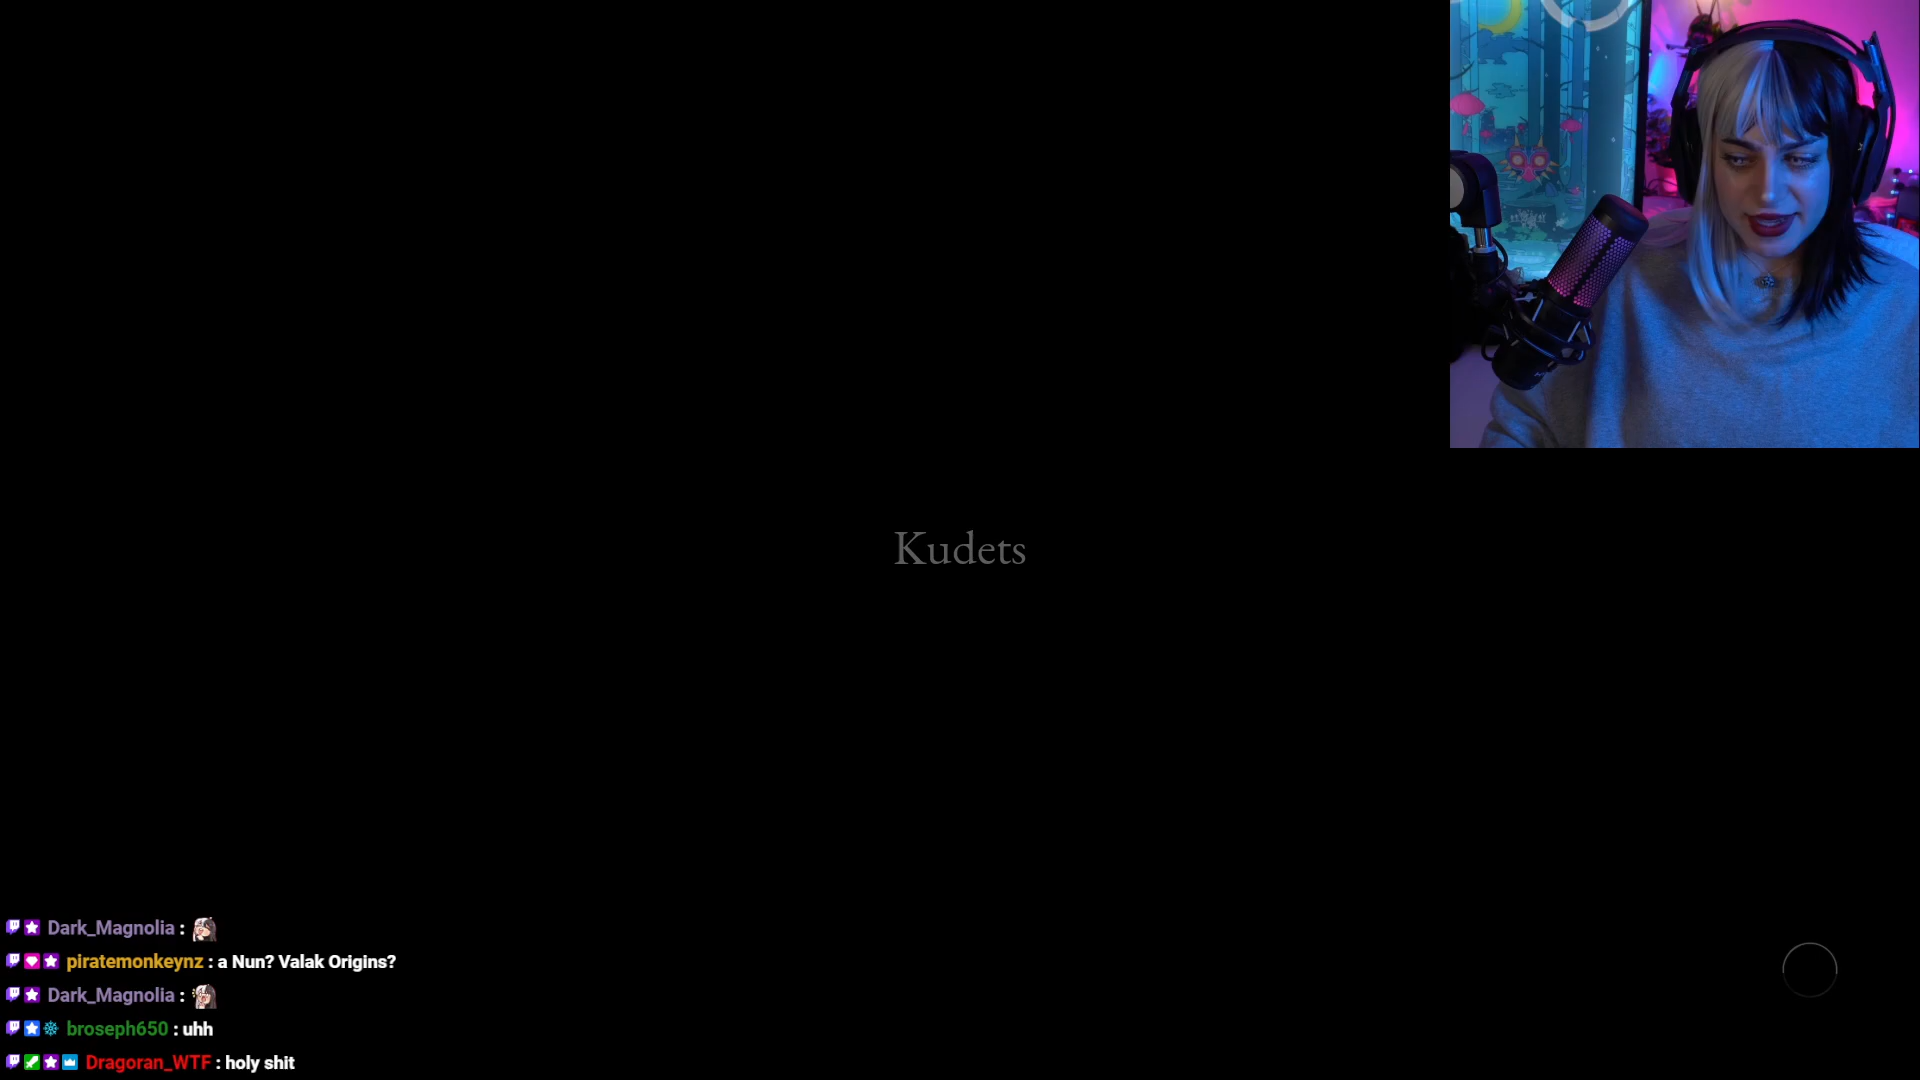 Kudets
Dark_Magnolia :
piratemonkeynz : a Nun? Valak Origins?
Dark_Magnolia :
broseph650 : uhh
Dragoran_WTF : holy shit